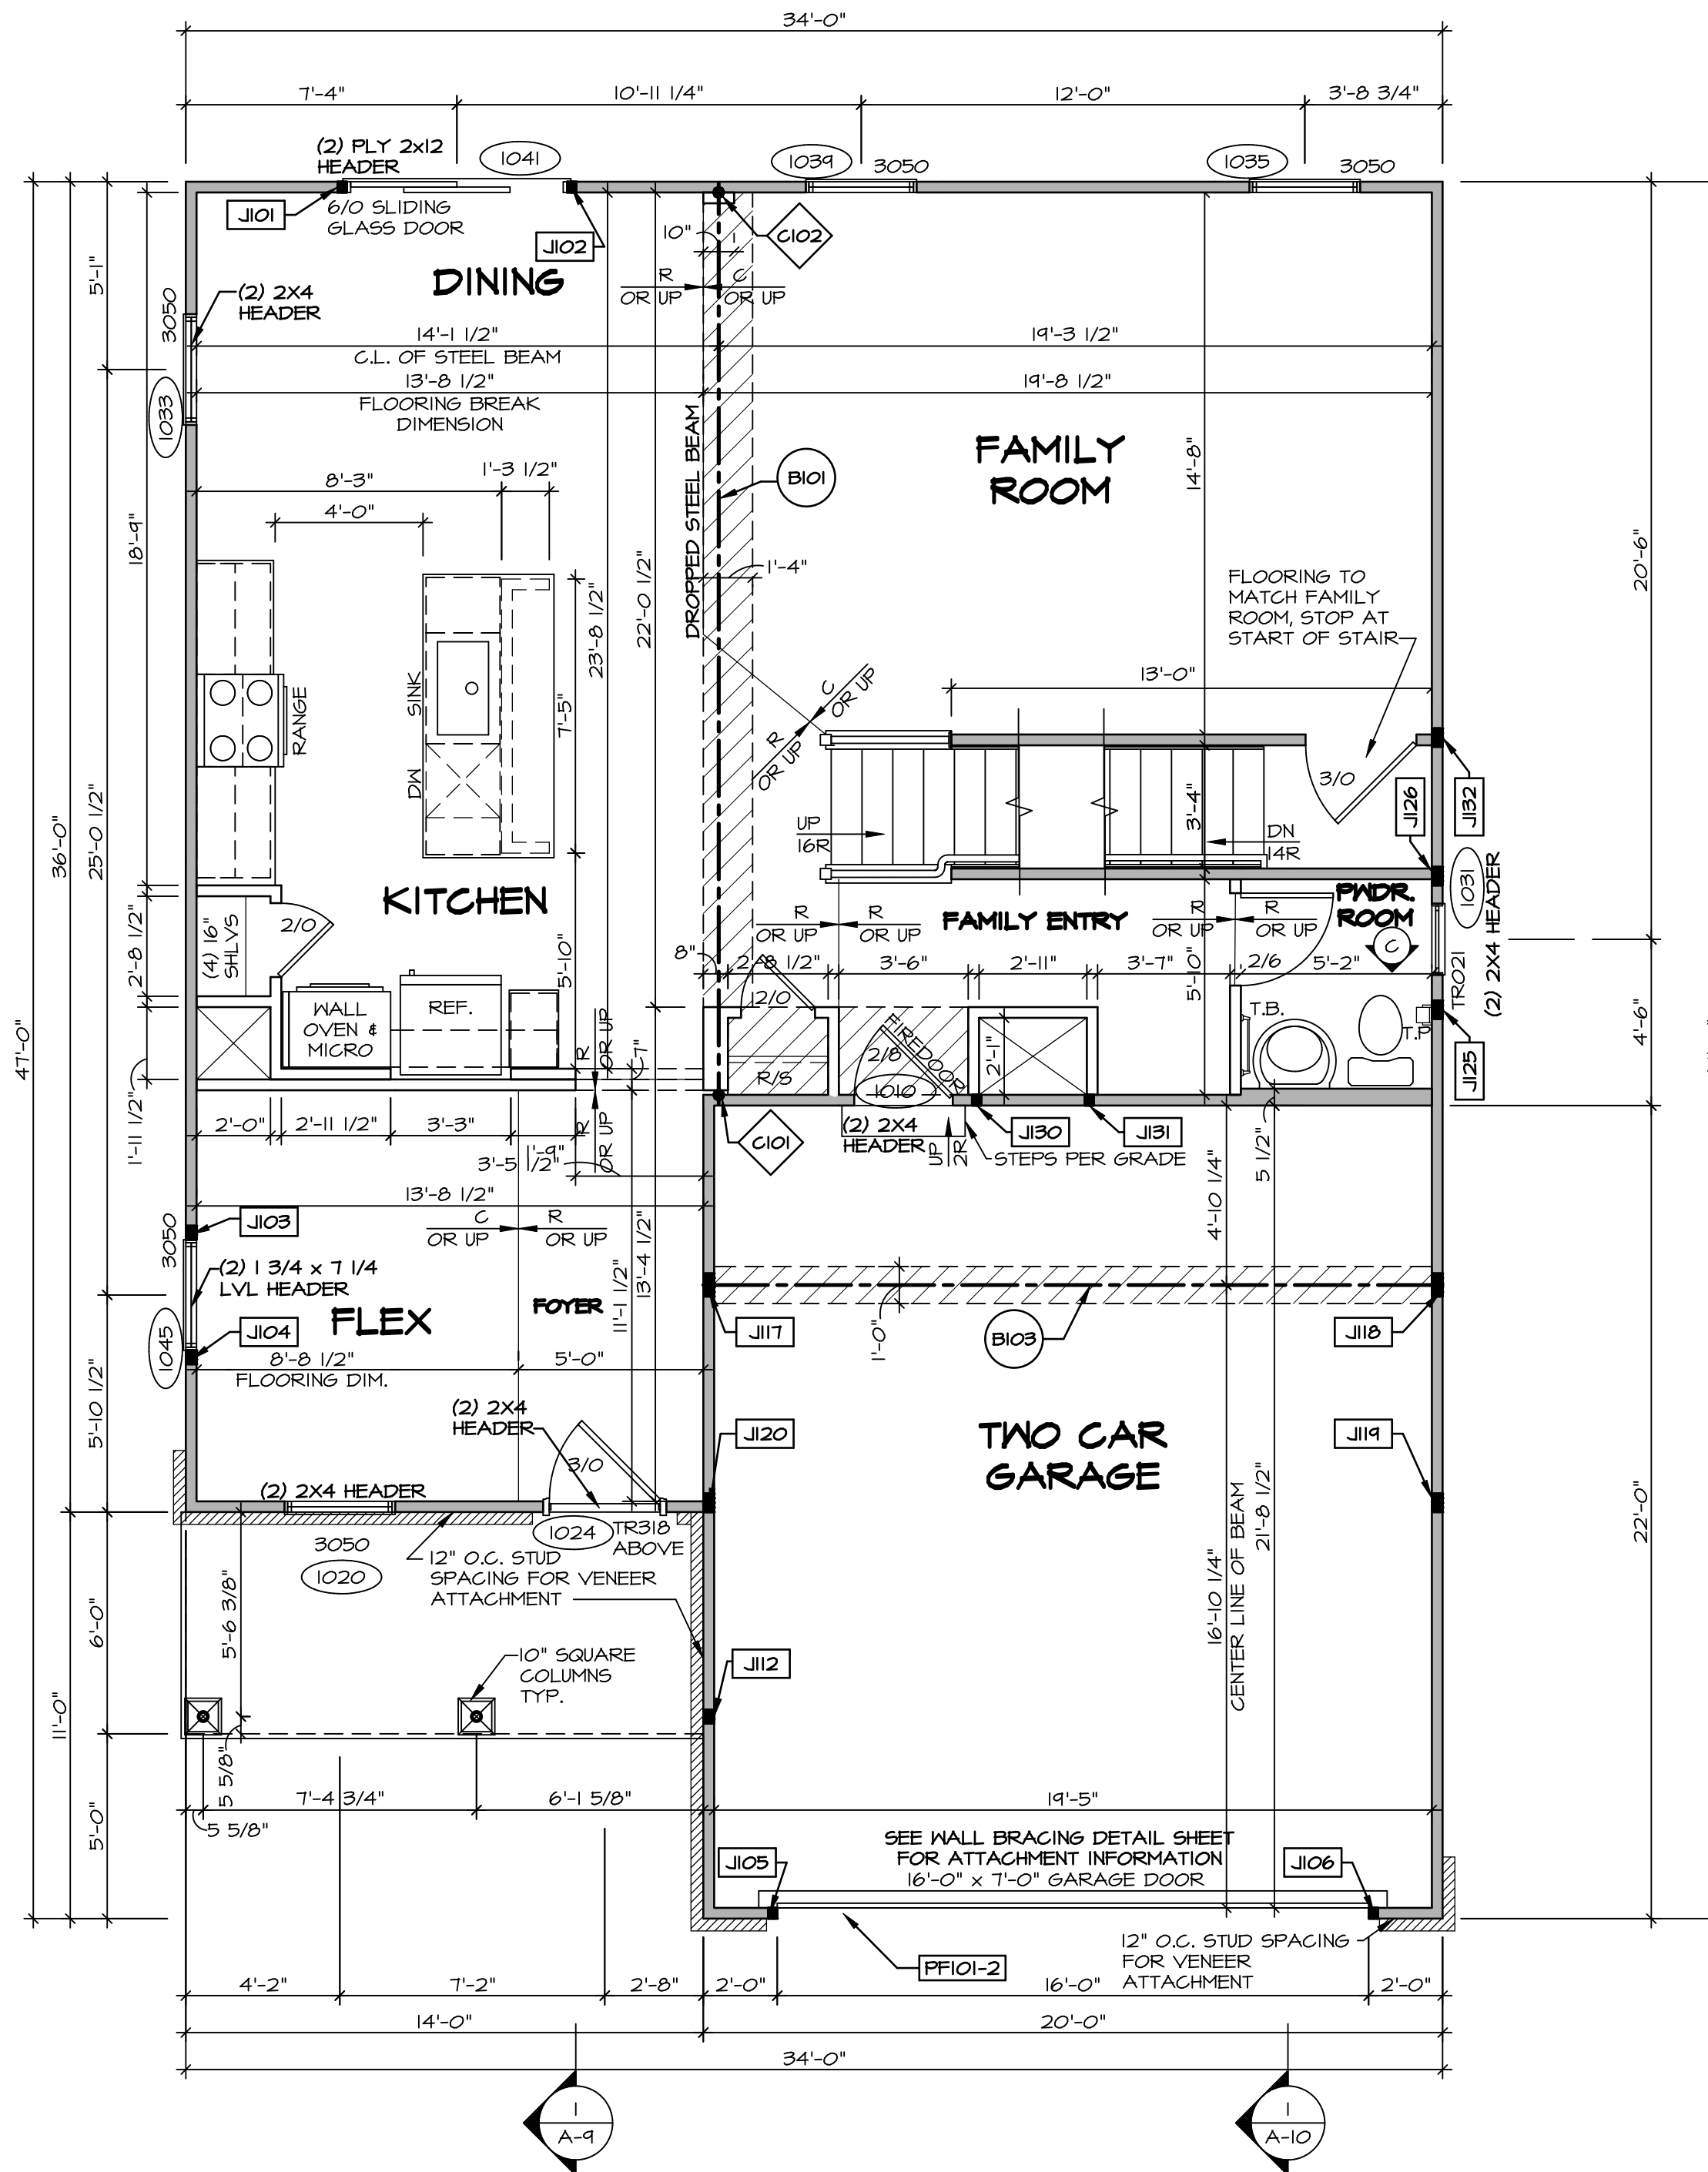 34'-0"
7'-4"
10'-11 1/4"
12'-0"
3'-8 3/4"
(2) PLY 2x12
HEADER
1041
1039
3050
1035
3050
J101
6/0 SLIDING
GLASS DOOR
J102
10"
1'
C102
DINING
R
OR UP
C
OR UP
5'-1"
3050
(2) 2X4
HEADER
1033
14'-1 1/2"
C.L. OF STEEL BEAM
19'-3 1/2"
13'-8 1/2"
FLOORING BREAK
DIMENSION
19'-8 1/2"
DROPPED STEEL BEAM
FAMILY
ROOM
14'-8"
B101
8'-3"
1'-3 1/2"
4'-0"
18'-9"
22'-0 1/2"
23'-8 1/2"
1'-4"
20'-6"
FLOORING TO
MATCH FAMILY
ROOM, STOP AT
START OF STAIR
RANGE
SINK
DW
7'-5"
C
OR UP
R
OR UP
13'-0"
3/0
J126
J132
UP
16R
3'-4"
DN
14R
36'-0"
25'-0 1/2"
47'-0"
KITCHEN
2'-8 1/2"
(4) 16"
SHLVS
2/0
5'-10"
R
OR UP
R
OR UP
FAMILY ENTRY
R
OR UP
R
OR UP
PWDR.
ROOM
C
1031
(2) 2X4 HEADER
TR021
8"
2'-8 1/2"
3'-6"
2'-11"
3'-7"
5'-10"
2/6
5'-2"
WALL
OVEN &
MICRO
REF.
2/0
R/S
FIREDOOR
2/8
1010
2'-1"
T.B.
T.P.
J125
4'-6"
R
OR UP
7"
R
OR UP
1'-11 1/2"
2'-0"
2'-11 1/2"
3'-3"
1'-9"
3'-5 1/2"
C101
(2) 2X4
HEADER
UP
2R
J130
J131
STEPS PER GRADE
5 1/2"
4'-10 1/4"
13'-8 1/2"
J103
3050
C
OR UP
R
OR UP
(2) 1 3/4 x 7 1/4
LVL HEADER
FLEX
FOYER
11'-1 1/2"
13'-4 1/2"
J104
1045
J117
1'-0"
B103
J118
8'-8 1/2"
FLOORING DIM.
5'-0"
5'-10 1/2"
(2) 2X4
HEADER
3/0
J120
TWO CAR
GARAGE
J119
(2) 2X4 HEADER
3050
1020
1024
TR318
ABOVE
12" O.C. STUD
SPACING FOR VENEER
ATTACHMENT
21'-8 1/2"
16'-10 1/4"
CENTER LINE OF BEAM
22'-0"
6'-0"
5'-6 3/8"
10" SQUARE
COLUMNS
TYP.
J112
11'-0"
5 5/8"
5'-0"
7'-4 3/4"
6'-1 5/8"
19'-5"
5 5/8"
SEE WALL BRACING DETAIL SHEET
FOR ATTACHMENT INFORMATION
16'-0" x 7'-0" GARAGE DOOR
J105
J106
PF101-2
12" O.C. STUD SPACING
FOR VENEER
ATTACHMENT
4'-2"
7'-2"
2'-8"
2'-0"
16'-0"
2'-0"
14'-0"
20'-0"
34'-0"
1
A-9
1
A-10